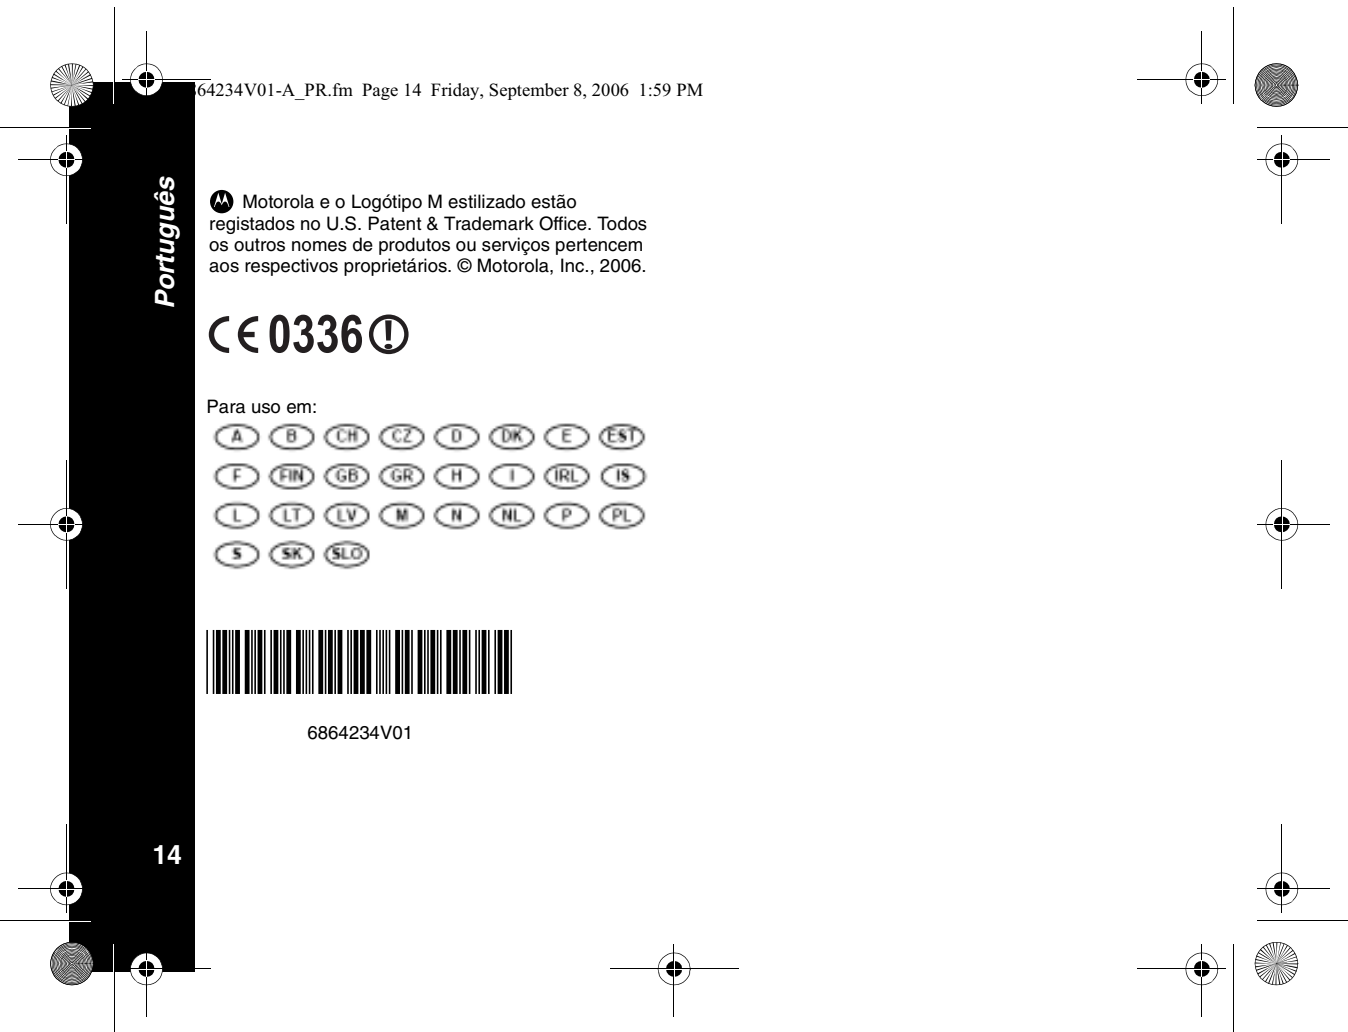 64234V01-A_PR.fm Page 14 Friday, September 8, 2006 1:59 PM
Português
Motorola e o Logótipo M estilizado estão
registados no U.S. Patent & Trademark Office. Todos
os outros nomes de produtos ou serviços pertencem
aos respectivos proprietários. © Motorola, Inc., 2006.
CE 0336 !
Para uso em:
A B CH CZ D DK E EST
F FIN GB GR H I IRL IS
L LT LV M N NL P PL
S SK SLO
6864234V01
14